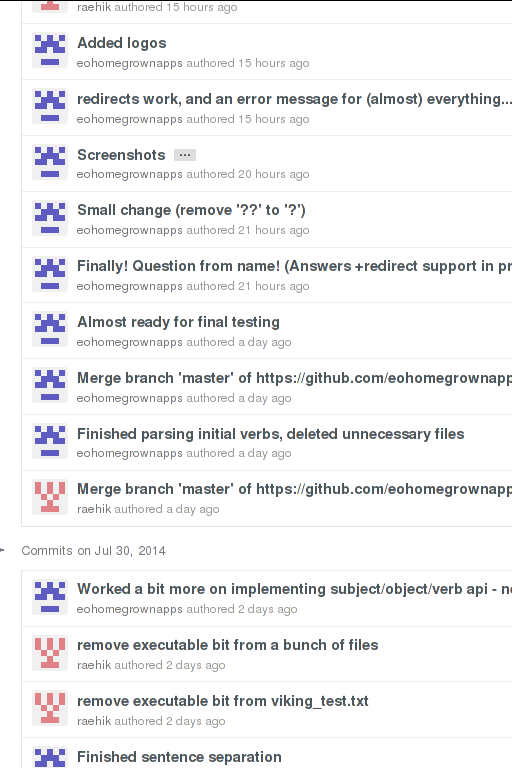 raehik authored 15 hours ago
Added logos
eohomegrownapps authored 15 hours ago
redirects work, and an error message for (almost) everything...
eohomegrownapps authored 15 hours ago
Screenshots ...
eohomegrownapps authored 20 hours ago
Small change (remove '??' to '?')
eohomegrownapps authored 21 hours ago
Finally! Question from name! (Answers +redirect support in pr
eohomegrownapps authored 21 hours ago
Almost ready for final testing
eohomegrownapps authored a day ago
Merge branch 'master' of https://github.com/eohomegrownapp
eohomegrownapps authored a day ago
Finished parsing initial verbs, deleted unnecessary files
eohomegrownapps authored a day ago
Merge branch 'master' of https://github.com/eohomegrownapp
raehik authored a day ago
Commits on Jul 30, 2014
Worked a bit more on implementing subject/object/verb api - ne
eohomegrownapps authored 2 days ago
remove executable bit from a bunch of files
raehik authored 2 days ago
remove executable bit from viking_test.txt
raehik authored 2 days ago
Finished sentence separation